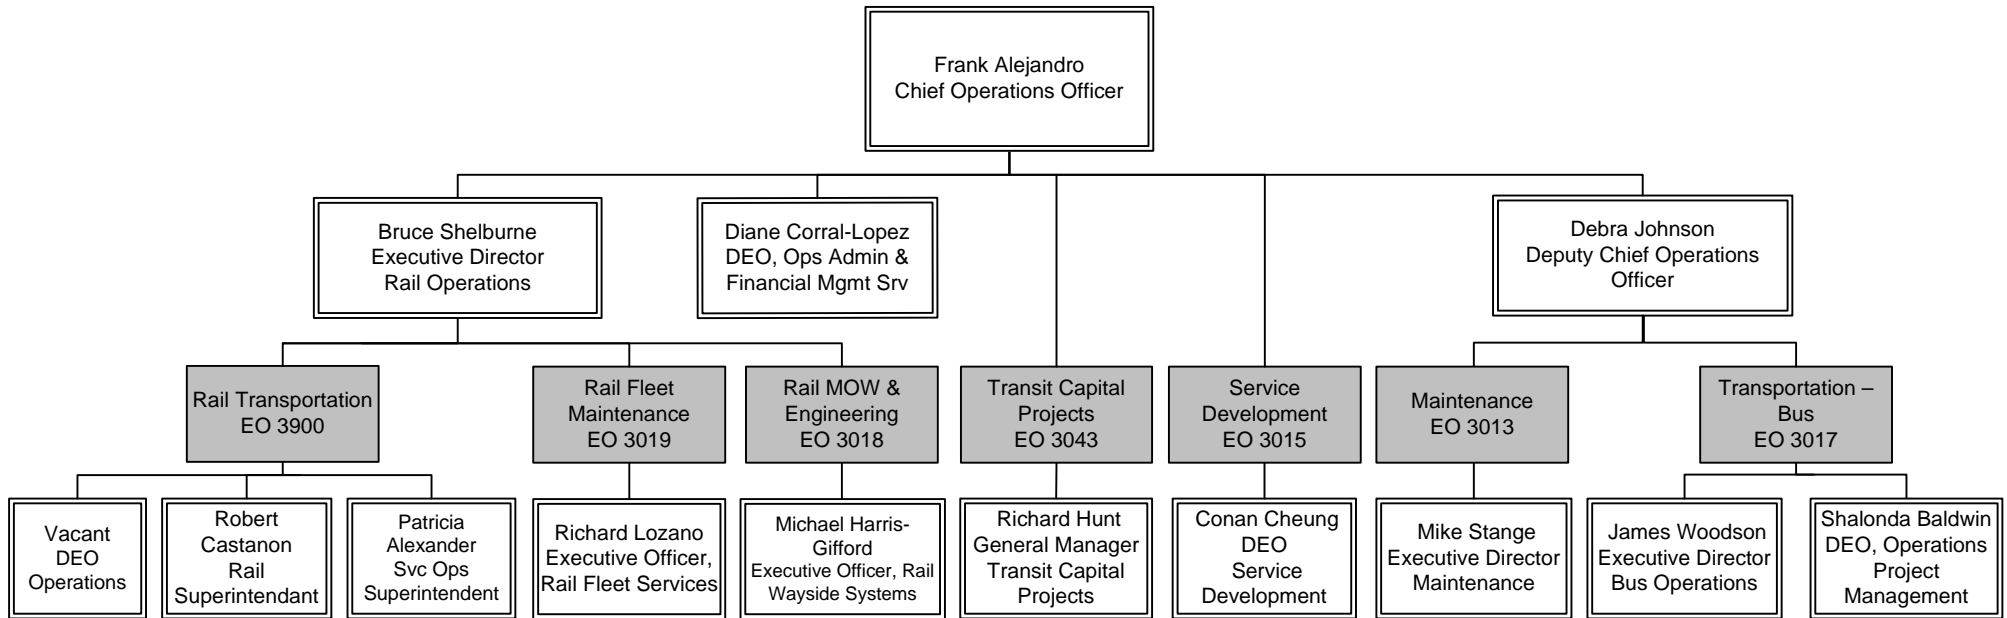 Frank Alejandro
Chief Operations Officer
Bruce Shelburne
Executive Director
Rail Operations
Diane Corral-Lopez
DEO, Ops Admin &
Financial Mgmt Srv
Debra Johnson
Deputy Chief Operations
Officer
Rail Transportation
EO 3900
Rail Fleet
Maintenance
EO 3019
Rail MOW &
Engineering
EO 3018
Transit Capital
Projects
EO 3043
Service
Development
EO 3015
Maintenance
EO 3013
Transportation –
Bus
EO 3017
Vacant
DEO
Operations
Robert
Castanon
Rail
Superintendant
Patricia
Alexander
Svc Ops
Superintendent
Richard Lozano
Executive Officer,
Rail Fleet Services
Michael Harris-
Gifford
Executive Officer, Rail
Wayside Systems
Richard Hunt
General Manager
Transit Capital
Projects
Conan Cheung
DEO
Service
Development
Mike Stange
Executive Director
Maintenance
James Woodson
Executive Director
Bus Operations
Shalonda Baldwin
DEO, Operations
Project
Management